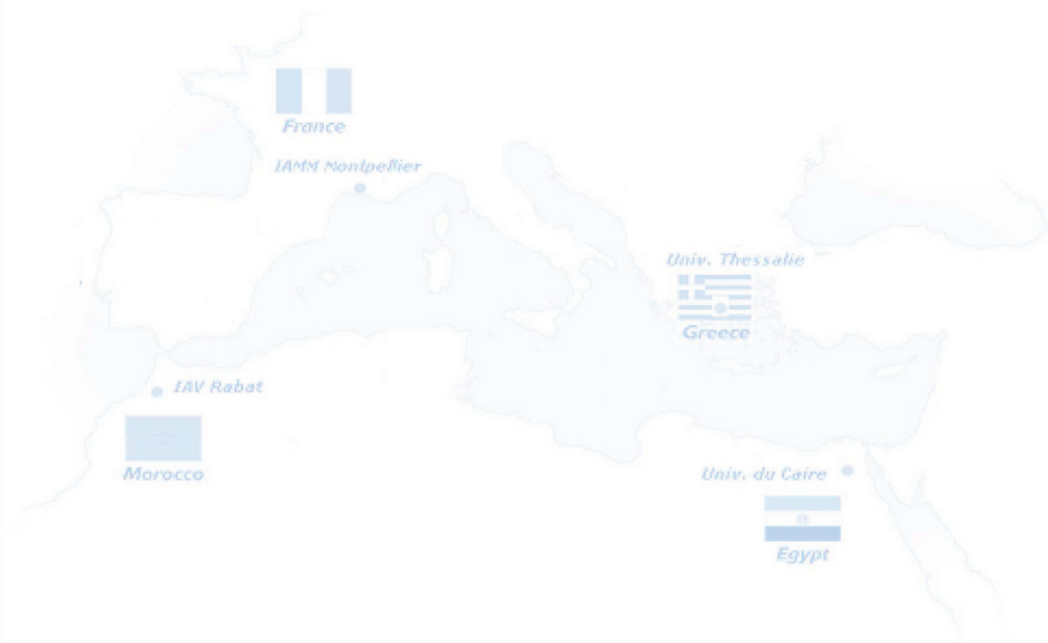 France
IAMM Montpellier
Univ. Thessalie
Greece
IAV Rabat
Morocco
Univ. du Caire
Egypt